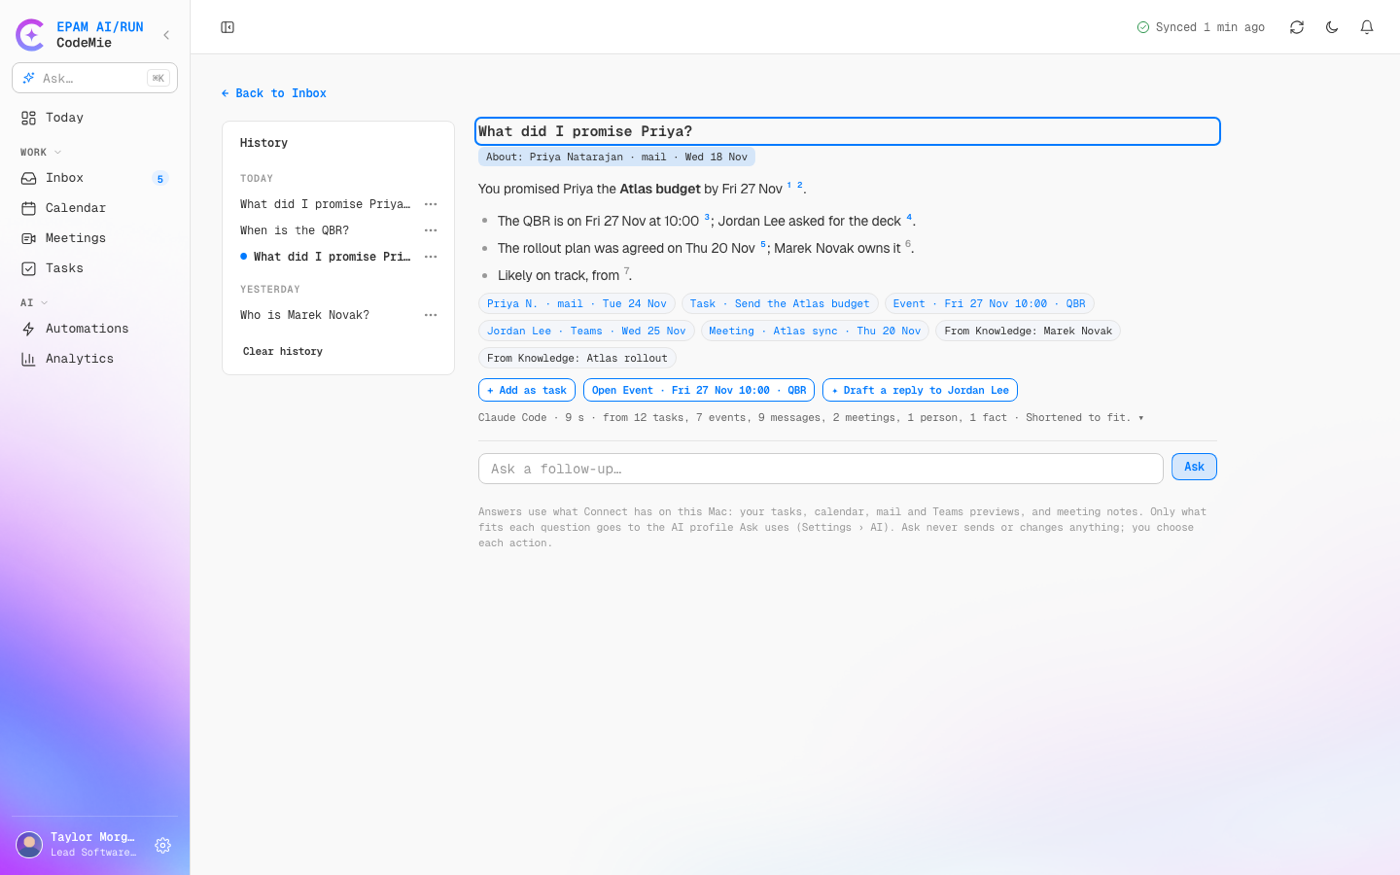 EPAM AI/RUN
CodeMie
Ask…
⌘K
Today
WORK
Inbox
5
Calendar
Meetings
Tasks
AI
Automations
Analytics
Taylor Morg…
Lead Software…
Synced 1 min ago
← Back to Inbox
History
TODAY
What did I promise Priya…
When is the QBR?
What did I promise Pri…
YESTERDAY
Who is Marek Novak?
Clear history
What did I promise Priya?
About: Priya Natarajan · mail · Wed 18 Nov
You promised Priya the Atlas budget by Fri 27 Nov 1 2.
The QBR is on Fri 27 Nov at 10:00 3; Jordan Lee asked for the deck 4.
The rollout plan was agreed on Thu 20 Nov 5; Marek Novak owns it 6.
Likely on track, from 7.
Priya N. · mail · Tue 24 Nov
Task · Send the Atlas budget
Event · Fri 27 Nov 10:00 · QBR
Jordan Lee · Teams · Wed 25 Nov
Meeting · Atlas sync · Thu 20 Nov
From Knowledge: Marek Novak
From Knowledge: Atlas rollout
+ Add as task
Open Event · Fri 27 Nov 10:00 · QBR
✦ Draft a reply to Jordan Lee
Claude Code · 9 s · from 12 tasks, 7 events, 9 messages, 2 meetings, 1 person, 1 fact · Shortened to fit. ▾
Ask a follow-up…
Ask
Answers use what Connect has on this Mac: your tasks, calendar, mail and Teams previews, and meeting notes. Only what
fits each question goes to the AI profile Ask uses (Settings › AI). Ask never sends or changes anything; you choose
each action.